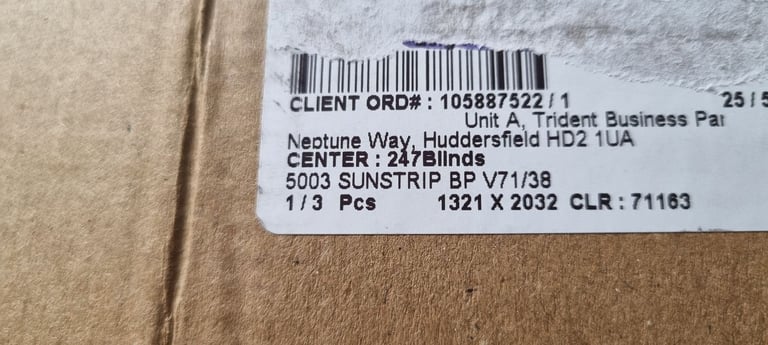 CLIENT ORD# : 105887522 / 1 25 / 5
Unit A, Trident Business Par
Neptune Way, Huddersfield HD2 1UA
CENTER : 247Blinds
5003 SUNSTRIP BP V71/38
1 / 3 Pcs 1321 X 2032 CLR : 71163